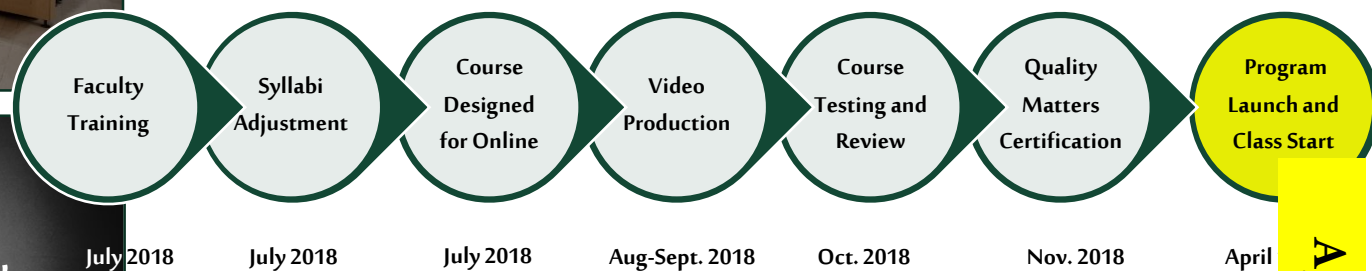 Faculty
Training
Syllabi
Adjustment
Course
Designed
for Online
Video
Production
Course
Testing and
Review
Quality
Matters
Certification
Program
Launch and
Class Start
July 2018
July 2018
July 2018
Aug-Sept. 2018
Oct. 2018
Nov. 2018
April
A